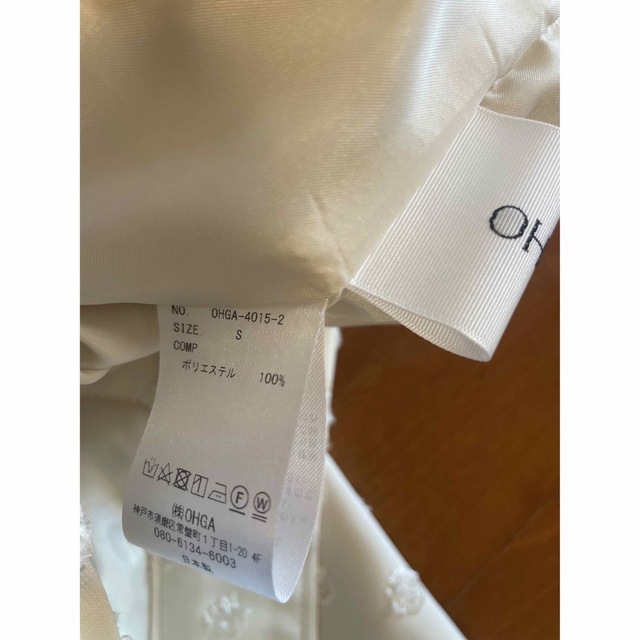 OH
NO. OHGA-4015-2
SIZE S
COMP
ポリエステル 100%
F W
㈱OHGA
神戸市須磨区常盤町1丁目1-20 4F
080-6134-6003
日本製